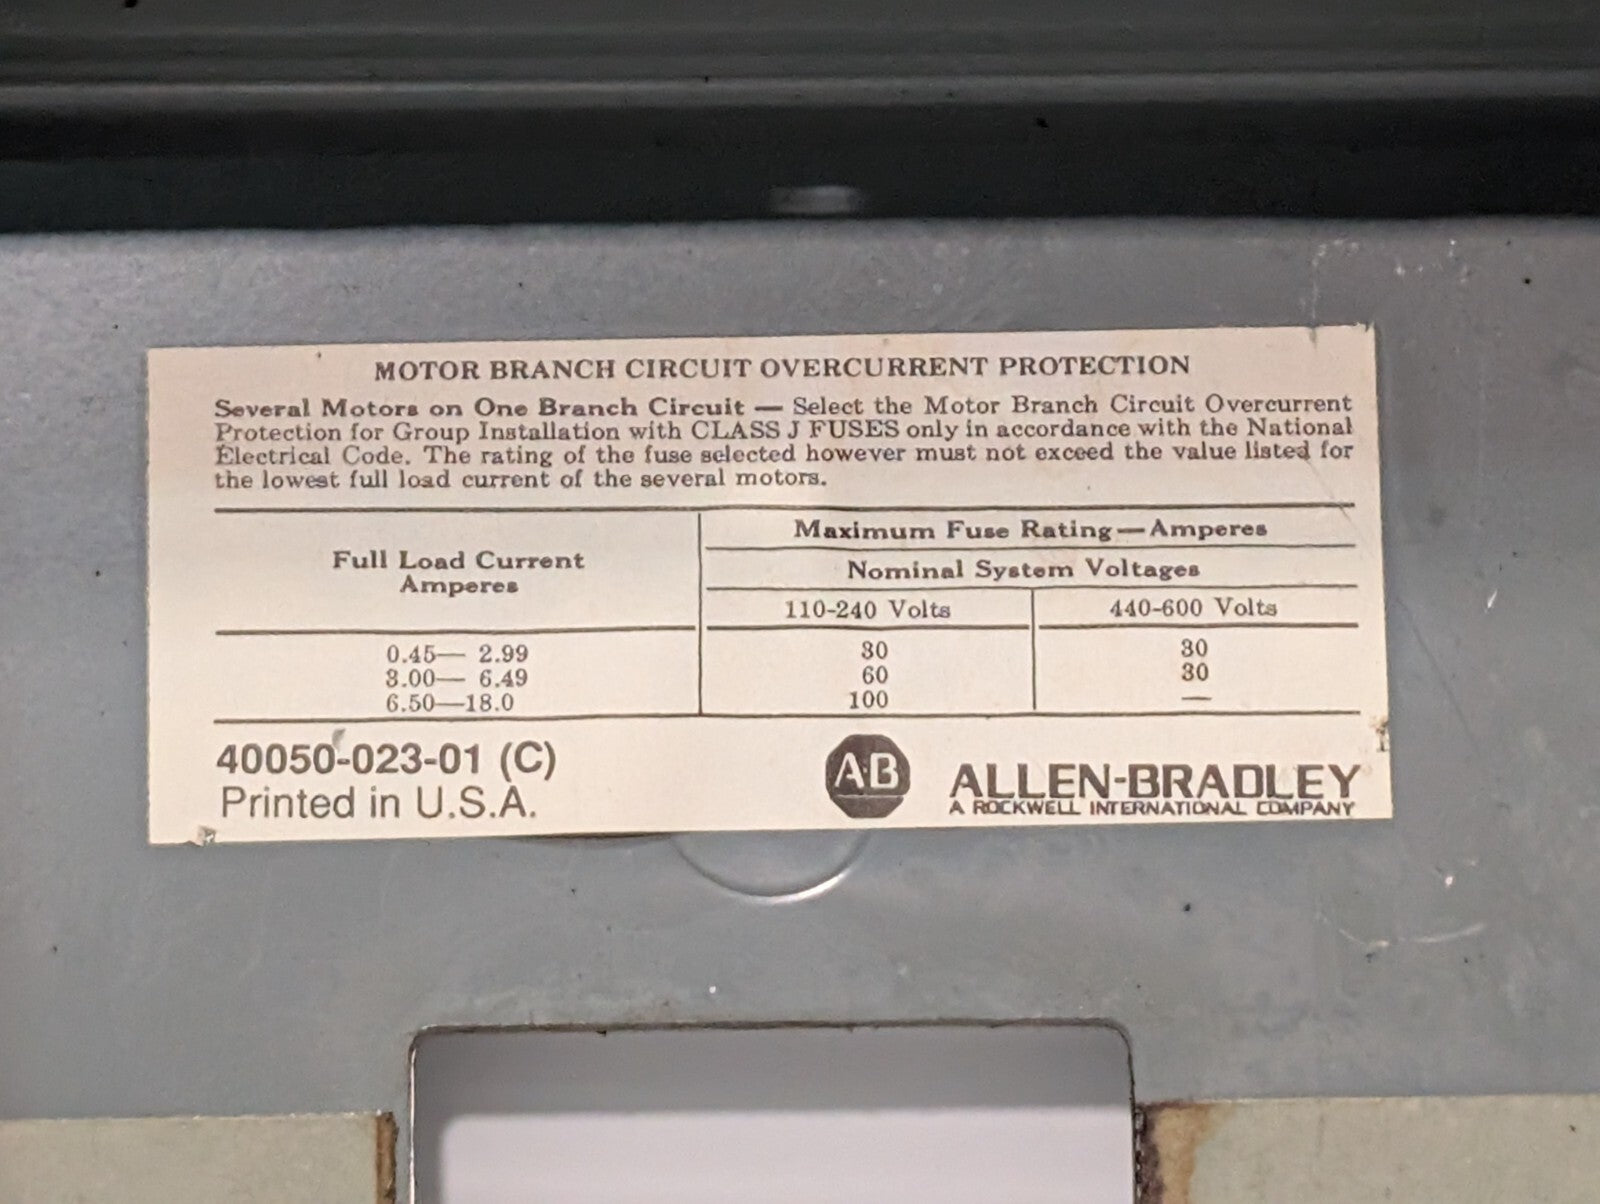 MOTOR BRANCH CIRCUIT OVERCURRENT PROTECTION
Several Motors on One Branch Circuit — Select the Motor Branch Circuit Overcurrent
Protection for Group Installation with CLASS J FUSES only in accordance with the National
Electrical Code. The rating of the fuse selected however must not exceed the value listed for
the lowest full load current of the several motors.
Full Load Current
Amperes
Maximum Fuse Rating—Amperes
Nominal System Voltages
110-240 Volts 440-600 Volts
0.45— 2.99 30 30
3.00— 6.49 60 30
6.50—18.0 100 —
40050-023-01 (C)
Printed in U.S.A.
A-B
ALLEN-BRADLEY
A ROCKWELL INTERNATIONAL COMPANY